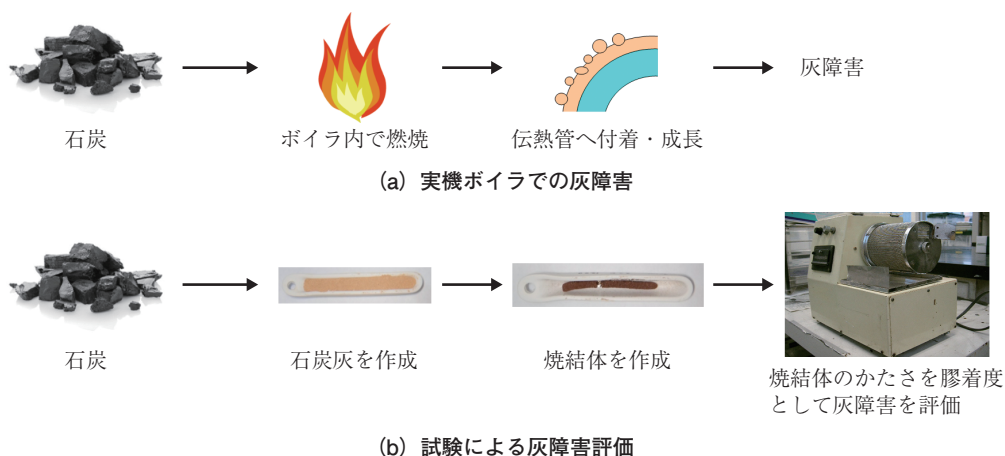 石炭
ボイラ内で燃焼
伝熱管へ付着・成長
灰障害
(a) 実機ボイラでの灰障害
石炭
石炭灰を作成
焼結体を作成
焼結体のかたさを膠着度
として灰障害を評価
(b) 試験による灰障害評価